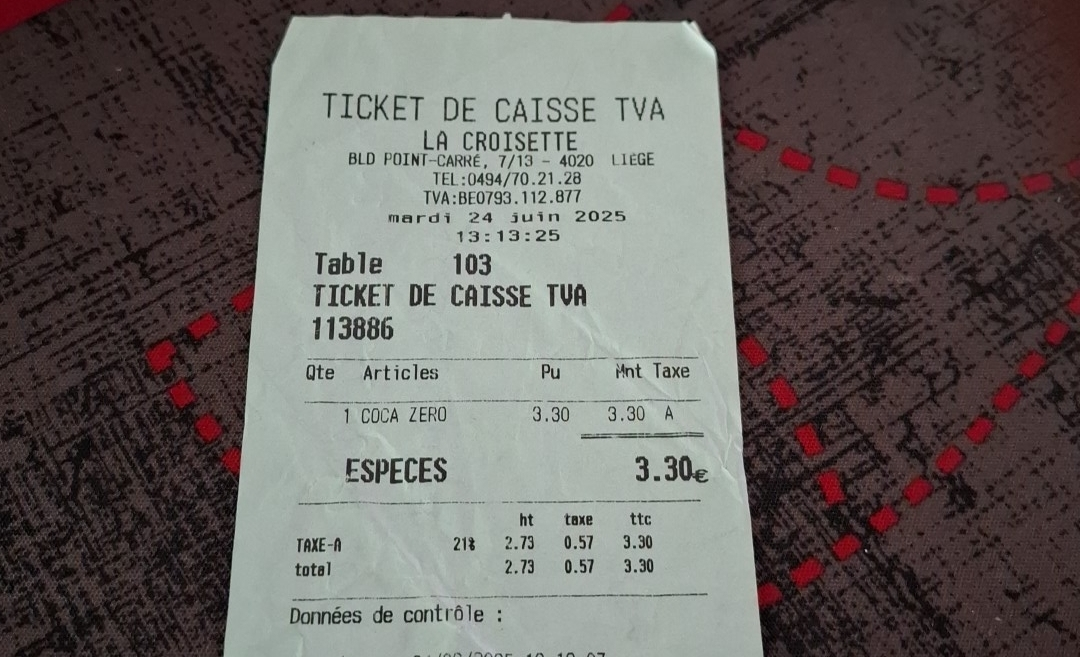 TICKET DE CAISSE TVA
LA CROISETTE
BLD POINT-CARRÉ, 7/13 - 4020 LIEGE
TEL:0494/70.21.28
TVA:BE0793.112.877
mardi 24 juin 2025
13:13:25
Table 103
TICKET DE CAISSE TVA
113886
Qte Articles Pu Mnt Taxe
1 COCA ZERO 3.30 3.30 A
ESPECES 3.30€
ht taxe ttc
TAXE-A 21% 2.73 0.57 3.30
total 2.73 0.57 3.30
Données de contrôle :